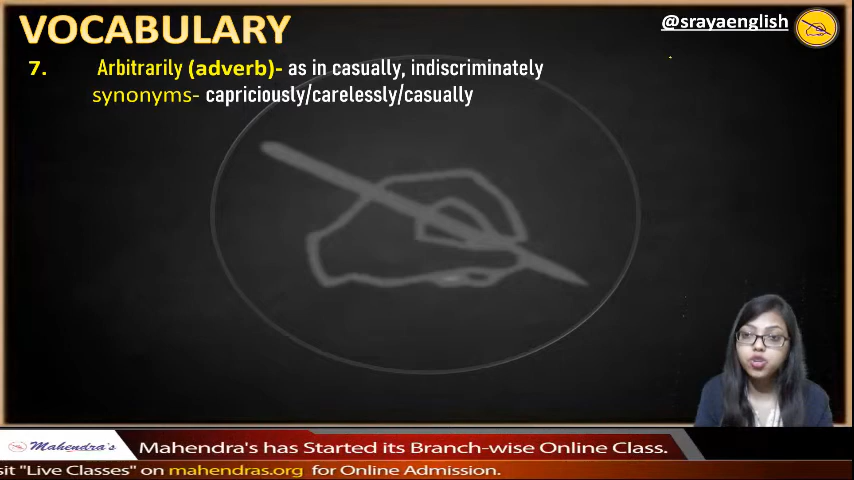 VOCABULARY
@srayaenglish
7. Arbitrarily (adverb)- as in casually, indiscriminately
synonyms- capriciously/carelessly/casually
Mahendra's
Mahendra's has Started its Branch-wise Online Class.
sit "Live Classes" on mahendras.org for Online Admission.